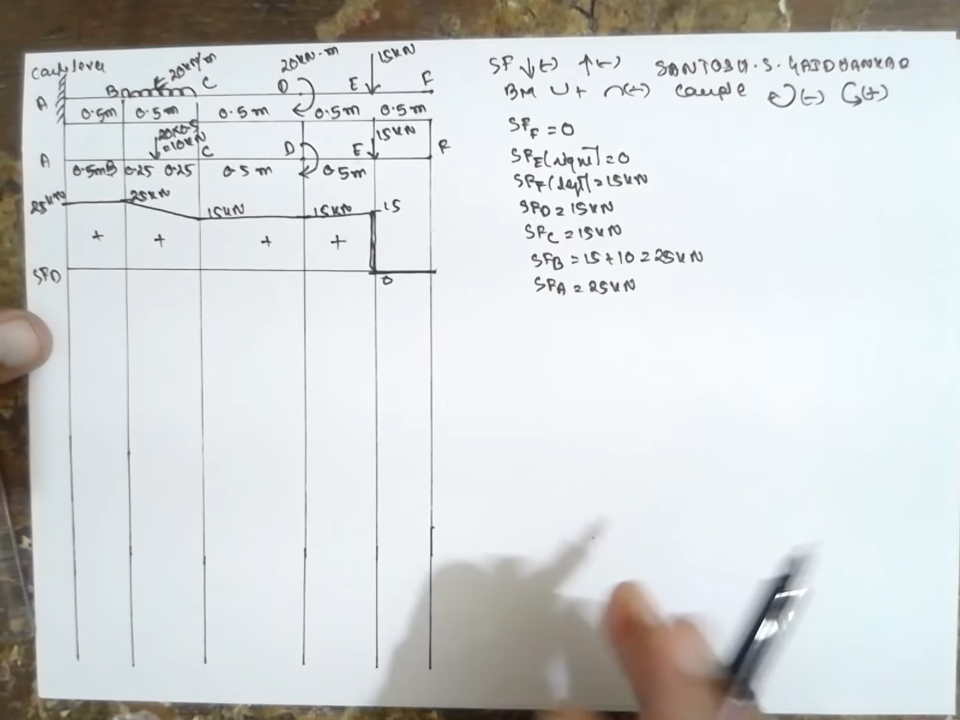 Cantilever
20kN/m
20kN.m
15kN
A B C D E F
0.5m 0.5m 0.5m 0.5m 0.5m
20x0.5
=10kN
15kN
A C D E F
0.5m B 0.25 0.25 0.5m 0.5m
25kN 25kN 15kN 15kN 15
+ + + +
SFD 0
SF ↓(-) ↑(-) SANTOSH.S.GAIDHANKAR
BM ∪+ ∩(-) couple (-) (+)
SFF = 0
SFE(right) = 0
SFE(left) = 15kN
SFD = 15kN
SFC = 15kN
SFB = 15+10 = 25kN
SFA = 25kN